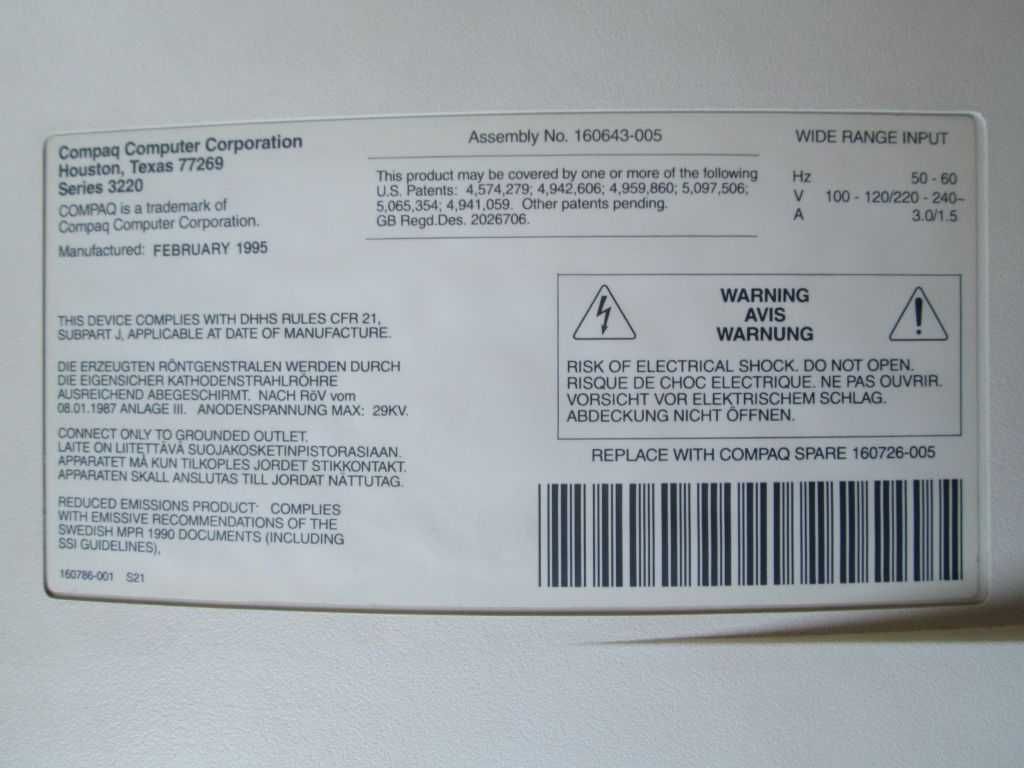 Compaq Computer Corporation
Houston, Texas 77269
Series 3220
COMPAQ is a trademark of
Compaq Computer Corporation.
Manufactured: FEBRUARY 1995
Assembly No. 160643-005
This product may be covered by one or more of the following
U.S. Patents: 4,574,279; 4,942,606; 4,959,860; 5,097,506;
5,065,354; 4,941,059. Other patents pending.
GB Regd.Des. 2026706.
WIDE RANGE INPUT
Hz 50 - 60
V 100 - 120/220 - 240~
A 3.0/1.5
THIS DEVICE COMPLIES WITH DHHS RULES CFR 21,
SUBPART J, APPLICABLE AT DATE OF MANUFACTURE.
DIE ERZEUGTEN RÖNTGENSTRALEN WERDEN DURCH
DIE EIGENSICHER KATHODENSTRAHLRÖHRE
AUSREICHEND ABGESCHIRMT. NACH RöV vom
08.01.1987 ANLAGE III. ANODENSPANNUNG MAX: 29KV.
CONNECT ONLY TO GROUNDED OUTLET.
LAITE ON LIITETTÄVÄ SUOJAKOSKETINPISTORASIAAN.
APPARATET MÅ KUN TILKOPLES JORDET STIKKONTAKT.
APPARATEN SKALL ANSLUTAS TILL JORDAT NÄTTUTAG.
REDUCED EMISSIONS PRODUCT: COMPLIES
WITH EMISSIVE RECOMMENDATIONS OF THE
SWEDISH MPR 1990 DOCUMENTS (INCLUDING
SSI GUIDELINES),
160786-001 S21
WARNING
AVIS
WARNUNG
RISK OF ELECTRICAL SHOCK. DO NOT OPEN.
RISQUE DE CHOC ELECTRIQUE. NE PAS OUVRIR.
VORSICHT VOR ELEKTRISCHEM SCHLAG.
ABDECKUNG NICHT ÖFFNEN.
REPLACE WITH COMPAQ SPARE 160726-005